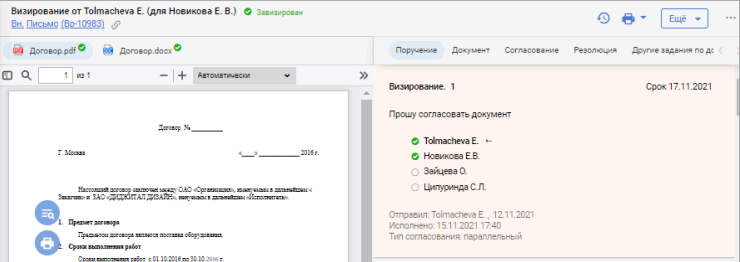 Визирование от Tolmacheva E. (для Новикова Е. В.) Завизирован
Вн. Письмо (Вр-10983)
Ещё
Договор.pdf Договор.docx
Поручение Документ Согласование Резолюция Другие задания по до
1 из 1 Автоматически
Договор № ________
Г. Москва «____» __________ 2016 г.
Настоящий договор заключен между ОАО «Организация», именуемым в дальнейшем «
Заказчик» и ЗАО «ДИДЖИТАЛ ДИЗАЙН», именуемым в дальнейшем «Исполнитель».
1. Предмет договора
Предметом договора является поставка оборудования.
2. Сроки выполнения работ
Сроки выполнения работ с 01.10.2016 по 30.10.2016 г.
Визирование. 1 Срок 17.11.2021
Прошу согласовать документ
Tolmacheva E. ←
Новикова Е.В.
Зайцева О.
Ципуринда С.Л.
Отправил: Tolmacheva E. , 12.11.2021
Исполнено: 15.11.2021 17:40
Тип согласования: параллельный